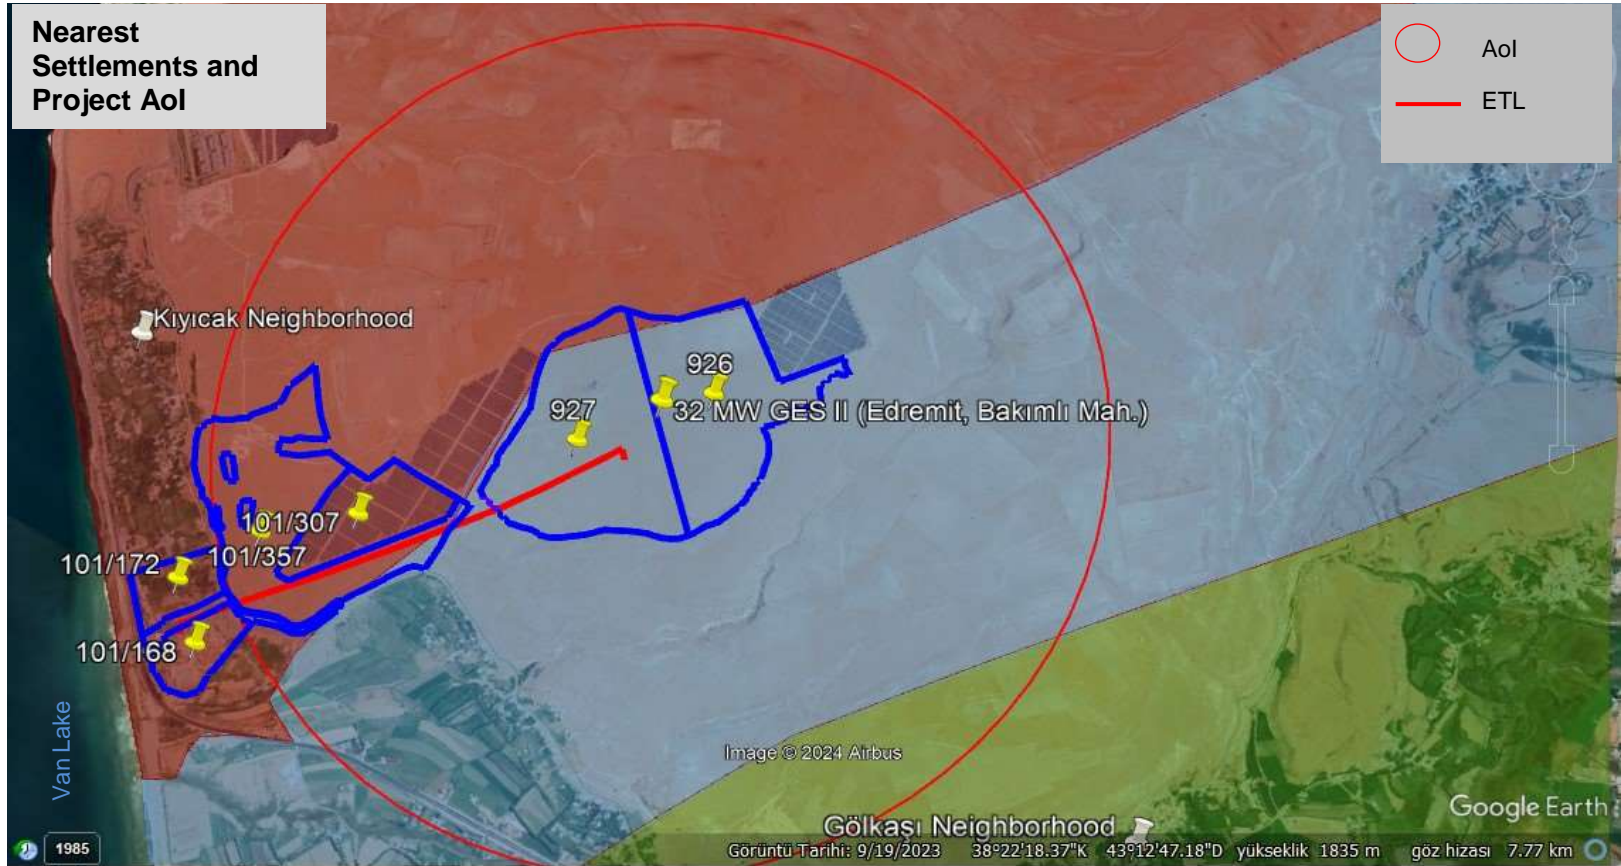 Nearest
Settlements and
Project AoI
AoI
ETL
Kıyıcak Neighborhood
926
927
32 MW GES II (Edremit, Bakımlı Mah.)
101/307
101/357
101/172
101/168
Van Lake
Image © 2024 Airbus
Google Earth
Gölkaşı Neighborhood
1985
Görüntü Tarihi: 9/19/2023 38°22'18.37"K 43°12'47.18"D yükseklik 1835 m göz hizası 7.77 km